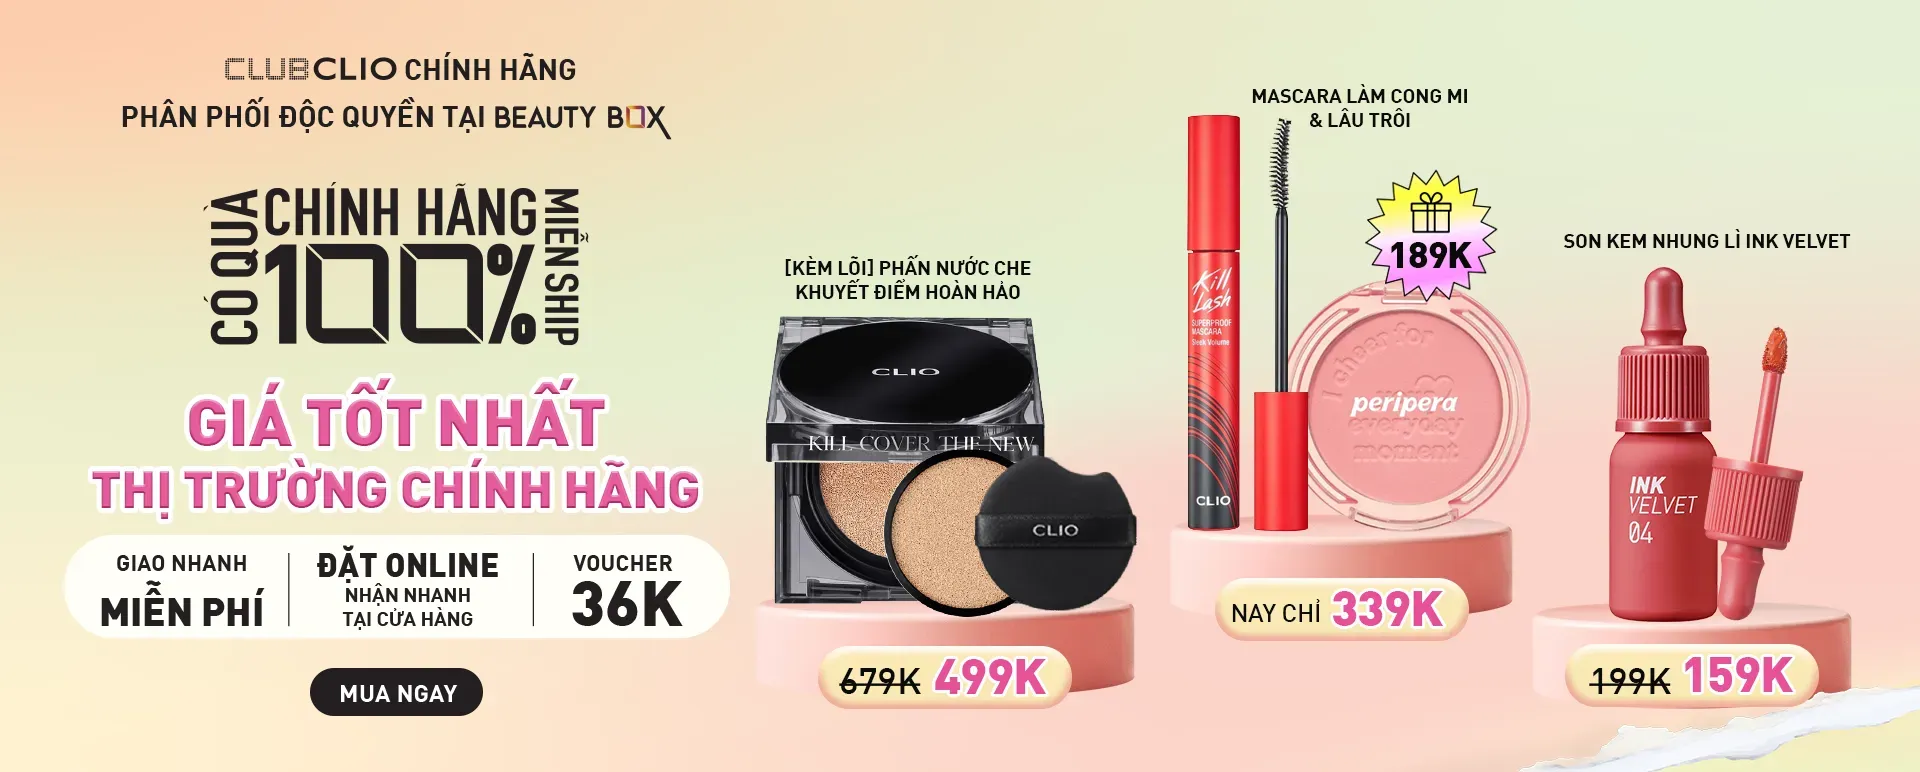 CLUBCLIO CHÍNH HÃNG
PHÂN PHỐI ĐỘC QUYỀN TẠI BEAUTY BOX
CÓ QUÀ
CHÍNH HÃNG
100%
MIỄN SHIP
GIÁ TỐT NHẤT
THỊ TRƯỜNG CHÍNH HÃNG
GIAO NHANH
MIỄN PHÍ
ĐẶT ONLINE
NHẬN NHANH
TẠI CỬA HÀNG
VOUCHER
36K
MUA NGAY
[KÈM LÕI] PHẤN NƯỚC CHE
KHUYẾT ĐIỂM HOÀN HẢO
CLIO
KILL COVER THE NEW
CLIO
679K 499K
MASCARA LÀM CONG MI
& LÂU TRÔI
Kill
Lash
SUPERPROOF
MASCARA
Sleek Volume
CLIO
189K
I cheer for
peripera
everyday
moment
NAY CHỈ 339K
SON KEM NHUNG LÌ INK VELVET
INK
VELVET
04
199K 159K